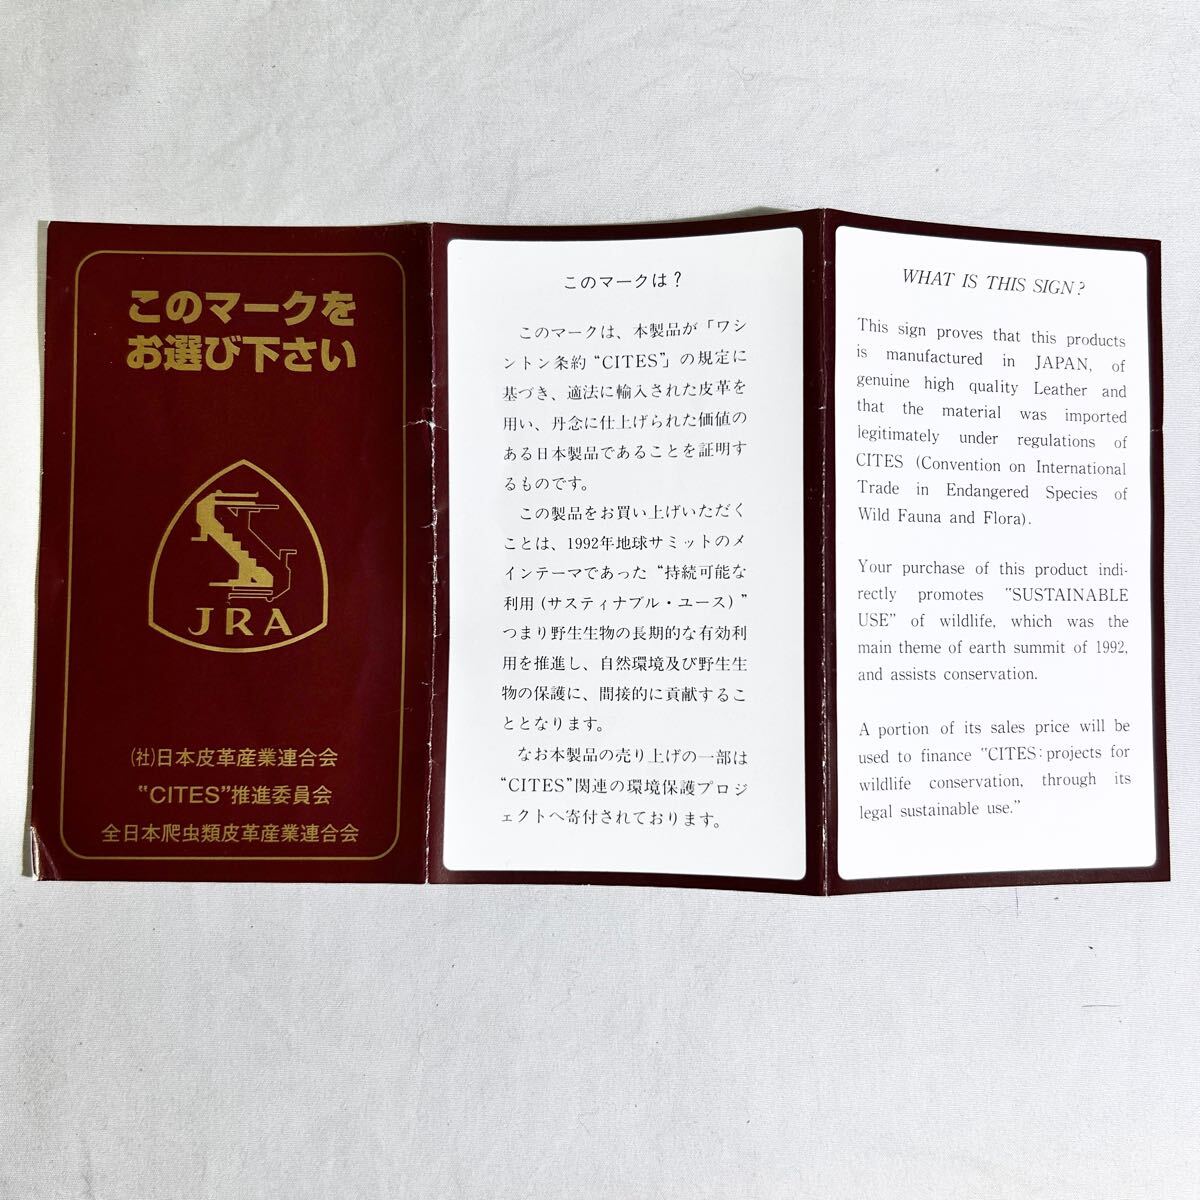 このマークを
お選び下さい
JRA
(社)日本皮革産業連合会
“CITES”推進委員会
全日本爬虫類皮革産業連合会
このマークは？
このマークは、本製品が「ワシ
ントン条約“CITES”」の規定に
基づき、適法に輸入された皮革を
用い、丹念に仕上げられた価値の
ある日本製品であることを証明す
るものです。
この製品をお買い上げいただく
ことは、1992年地球サミットのメ
インテーマであった“持続可能な
利用(サスティナブル・ユース)”
つまり野生生物の長期的な有効利
用を推進し、自然環境及び野生生
物の保護に、間接的に貢献するこ
ととなります。
なお本製品の売り上げの一部は
“CITES”関連の環境保護プロジ
ェクトへ寄付されております。
WHAT IS THIS SIGN?
This sign proves that this products
is manufactured in JAPAN, of
genuine high quality Leather and
that the material was imported
legitimately under regulations of
CITES (Convention on International
Trade in Endangered Species of
Wild Fauna and Flora).
Your purchase of this product indi-
rectly promotes “SUSTAINABLE
USE” of wildlife, which was the
main theme of earth summit of 1992,
and assists conservation.
A portion of its sales price will be
used to finance “CITES: projects for
wildlife conservation, through its
legal sustainable use.”